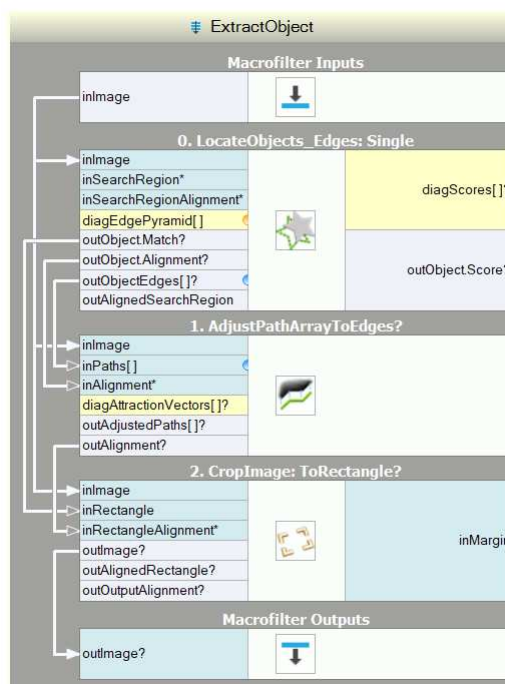 ExtractObject
Macrofilter Inputs
inImage
0. LocateObjects_Edges: Single
inImage
inSearchRegion*
inSearchRegionAlignment*
diagEdgePyramid[ ]
outObject.Match?
outObject.Alignment?
outObjectEdges[ ]?
outAlignedSearchRegion
diagScores[ ]?
outObject.Score?
1. AdjustPathArrayToEdges?
inImage
inPaths[ ]
inAlignment*
diagAttractionVectors[ ]?
outAdjustedPaths[ ]?
outAlignment?
2. CropImage: ToRectangle?
inImage
inRectangle
inRectangleAlignment*
outImage?
outAlignedRectangle?
outOutputAlignment?
inMargin
Macrofilter Outputs
outImage?